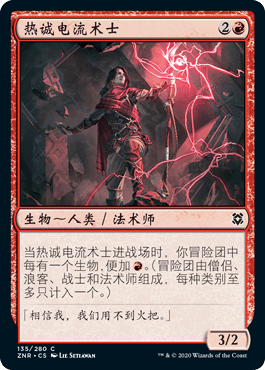 热诚电流术士 2
生物～人类／法术师
当热诚电流术士进战场时，你冒险团中
每有一个生物，便加。（冒险团由僧侣、
浪客、战士和法术师组成，每种类别至
多只计入一个。）
「相信我，我们用不到火把。」
3/2
135/280 C
ZNR • CS LIE SETIAWAN
™ & © 2020 Wizards of the Coast